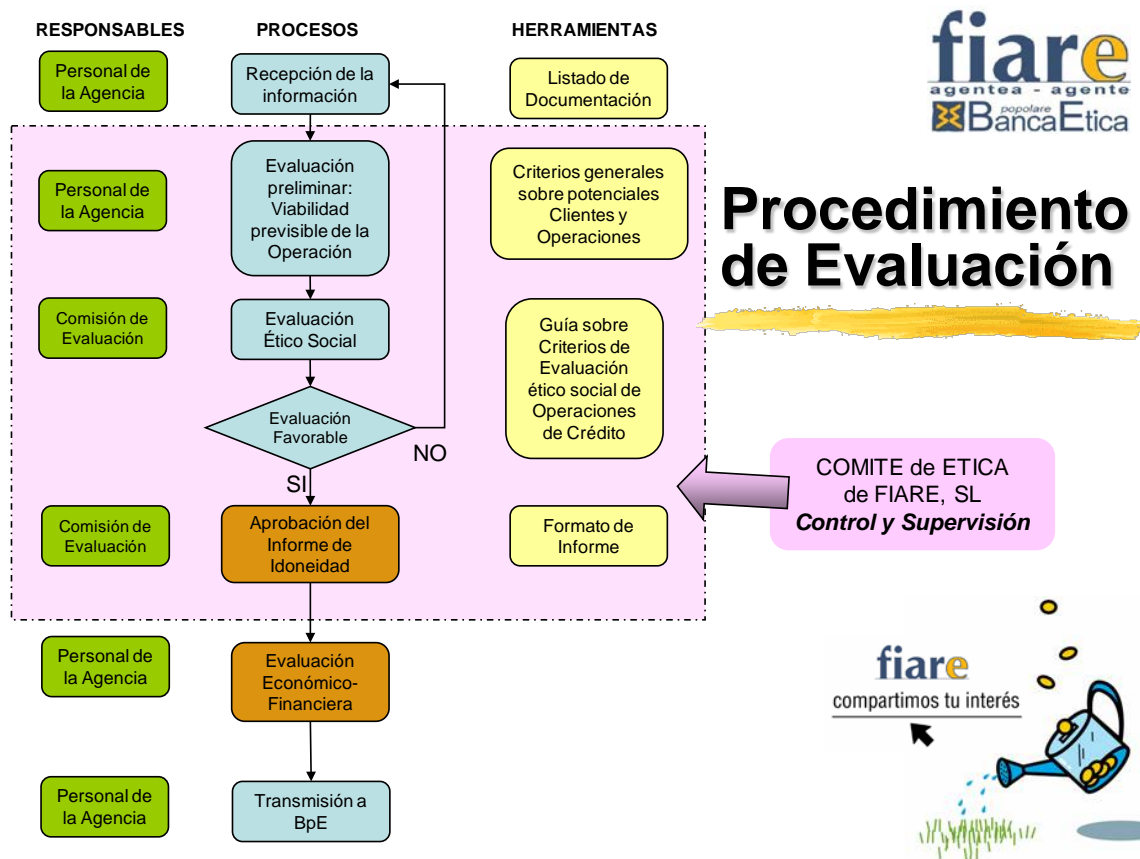 RESPONSABLES
PROCESOS
HERRAMIENTAS
Personal de
la Agencia
Recepción de la
información
Listado de
Documentación
Personal de
la Agencia
Evaluación
preliminar:
Viabilidad
previsible de la
Operación
Criterios generales
sobre potenciales
Clientes y
Operaciones
Comisión de
Evaluación
Evaluación
Ético Social
Guía sobre
Criterios de
Evaluación
ético social de
Operaciones
de Crédito
Evaluación
Favorable
NO
SI
Comisión de
Evaluación
Aprobación del
Informe de
Idoneidad
Formato de
Informe
Personal de
la Agencia
Evaluación
Económico-
Financiera
Personal de
la Agencia
Transmisión a
BpE
fiare
agentea - agente
popolare
BancaEtica
Procedimiento
de Evaluación
COMITE de ETICA
de FIARE, SL
Control y Supervisión
fiare
compartimos tu interés